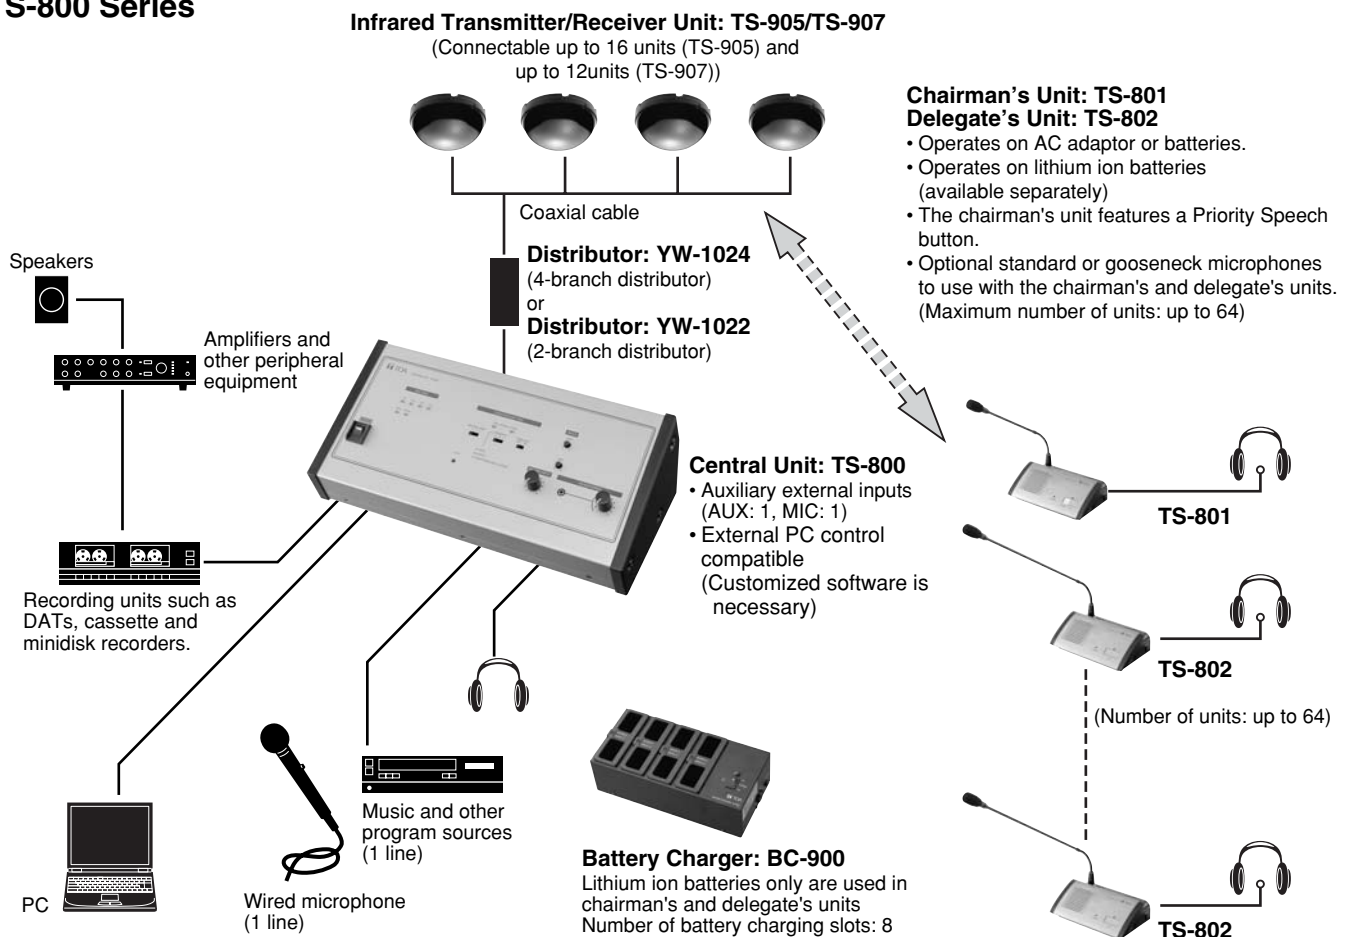 S-800 Series
Infrared Transmitter/Receiver Unit: TS-905/TS-907
(Connectable up to 16 units (TS-905) and
up to 12units (TS-907))
Chairman's Unit: TS-801
Delegate's Unit: TS-802
• Operates on AC adaptor or batteries.
• Operates on lithium ion batteries
(available separately)
• The chairman's unit features a Priority Speech
button.
• Optional standard or gooseneck microphones
to use with the chairman's and delegate's units.
(Maximum number of units: up to 64)
Coaxial cable
Distributor: YW-1024
(4-branch distributor)
or
Distributor: YW-1022
(2-branch distributor)
Speakers
Amplifiers and
other peripheral
equipment
TOA
Central Unit: TS-800
• Auxiliary external inputs
(AUX: 1, MIC: 1)
• External PC control
compatible
(Customized software is
necessary)
TS-801
Recording units such as
DATs, cassette and
minidisk recorders.
TS-802
(Number of units: up to 64)
Music and other
program sources
(1 line)
Battery Charger: BC-900
Lithium ion batteries only are used in
chairman's and delegate's units
Number of battery charging slots: 8
PC
Wired microphone
(1 line)
TS-802